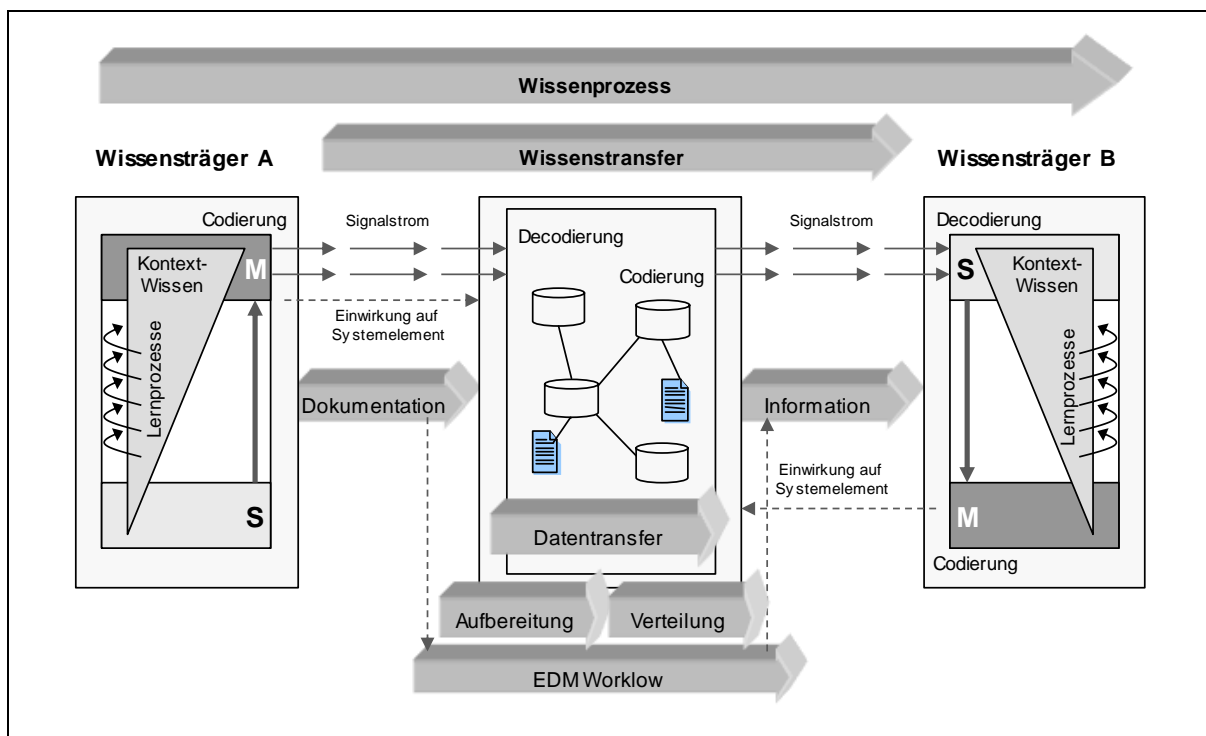 Wissenprozess
Wissenstransfer
Wissensträger A
Wissensträger B
Codierung
Kontext-
Wissen
M
Lernprozesse
S
Signalstrom
Einwirkung auf
Systemelement
Dokumentation
Decodierung
Codierung
Datentransfer
Aufbereitung
Verteilung
EDM Worklow
Signalstrom
Information
Einwirkung auf
Systemelement
Decodierung
S
Kontext-
Wissen
Lernprozesse
M
Codierung